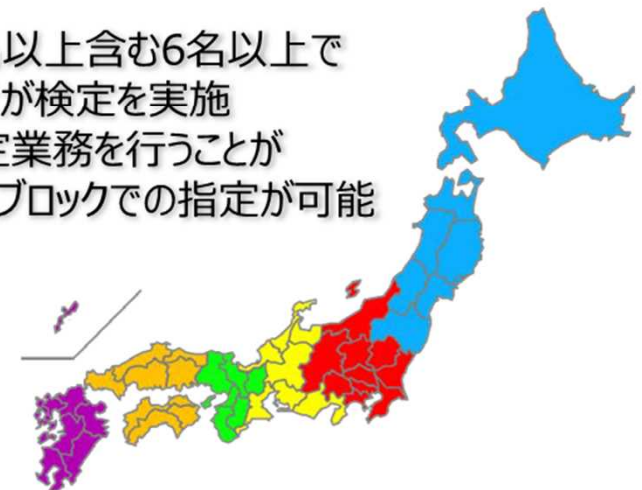 以上含む6名以上で
が検定を実施
業務を行うことが
ブロックでの指定が可能